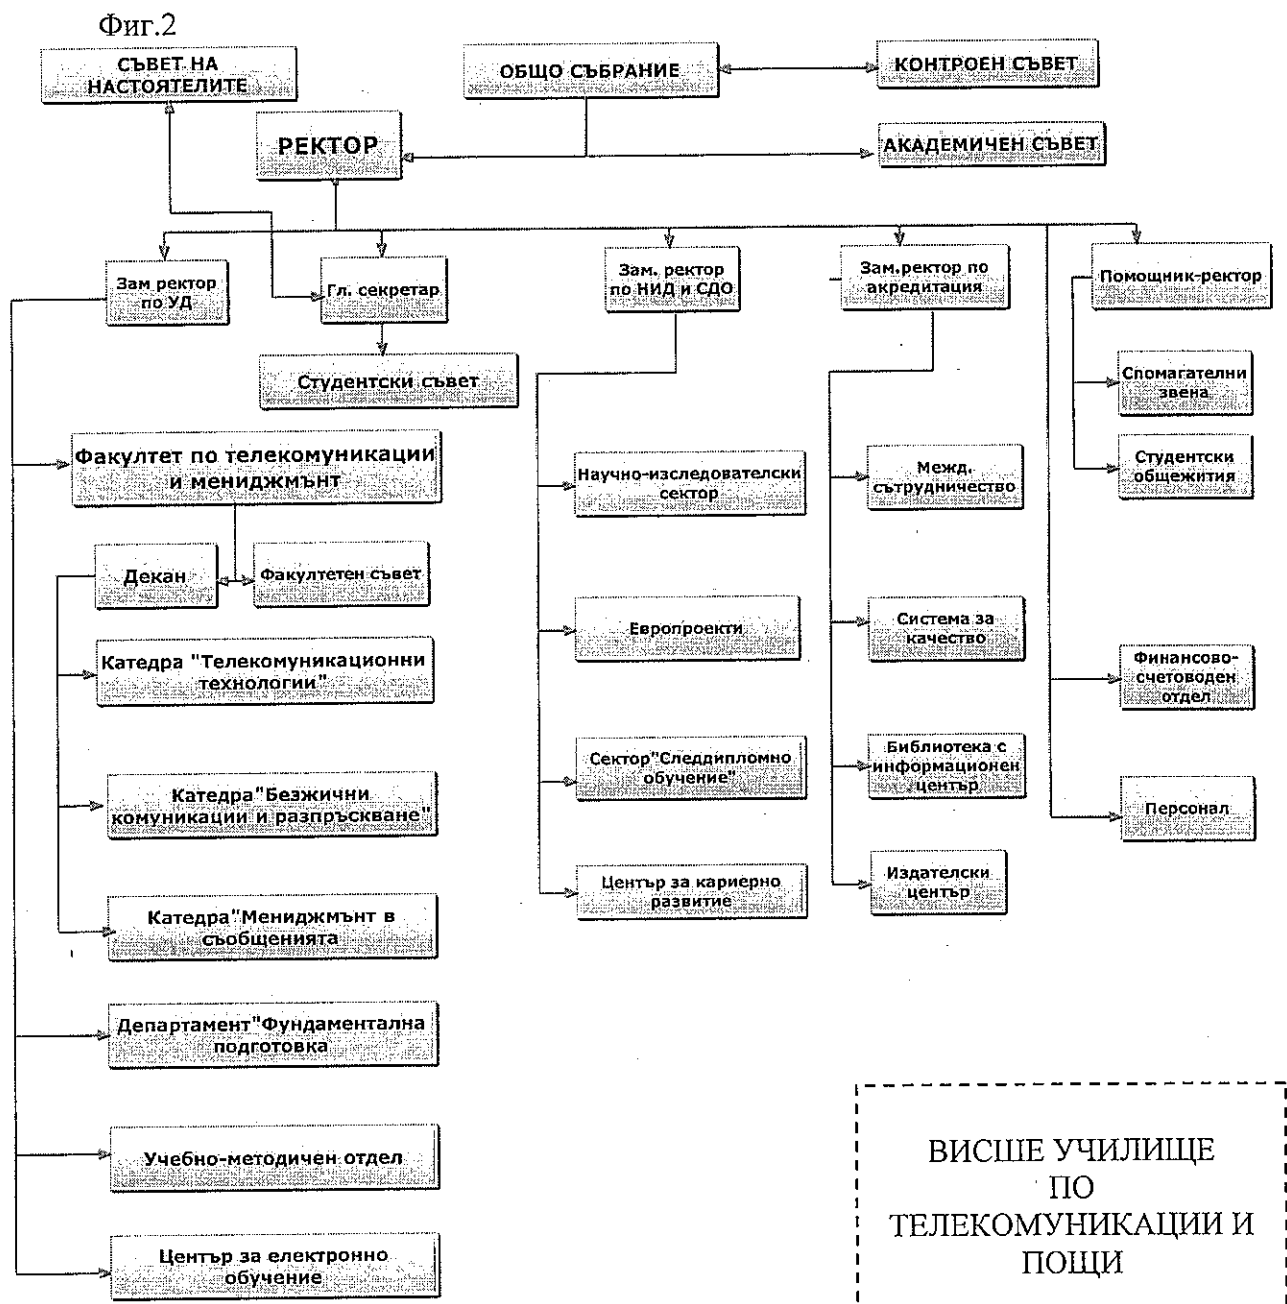 Фиг.2
СЪВЕТ НА
НАСТОЯТЕЛИТЕ
ОБЩО СЪБРАНИЕ
КОНТРОЕН СЪВЕТ
РЕКТОР
АКАДЕМИЧЕН СЪВЕТ
Зам ректор
по УД
Гл. секретар
Зам. ректор
по НИД и СДО
Зам.ректор по
акредитация
Помощник-ректор
Студентски съвет
Спомагателни
звена
Студентски
общежития
Факултет по телекомуникации
и мениджмънт
Научно-изследователски
сектор
Межд.
сътрудничество
Декан
Факултетен съвет
Европроекти
Система за
качество
Катедра "Телекомуникационни
технологии"
Финансово-
счетоводен
отдел
Сектор"Следдипломно
обучение"
Библиотека с
информационен
център
Катедра"Безжични
комуникации и разпръскване"
Персонал
Център за кариерно
развитие
Издателски
център
Катедра"Мениджмънт в
съобщенията
Департамент"Фундаментална
подготовка
Учебно-методичен отдел
Център за електронно
обучение
ВИСШЕ УЧИЛИЩЕ
ПО
ТЕЛЕКОМУНИКАЦИИ И
ПОЩИ